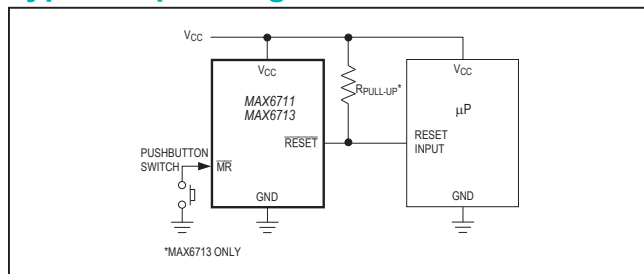 VCC
VCC
MAX6711
MAX6713
RESET
MR
GND
PUSHBUTTON
SWITCH
RPULL-UP*
VCC
µP
RESET
INPUT
GND
*MAX6713 ONLY